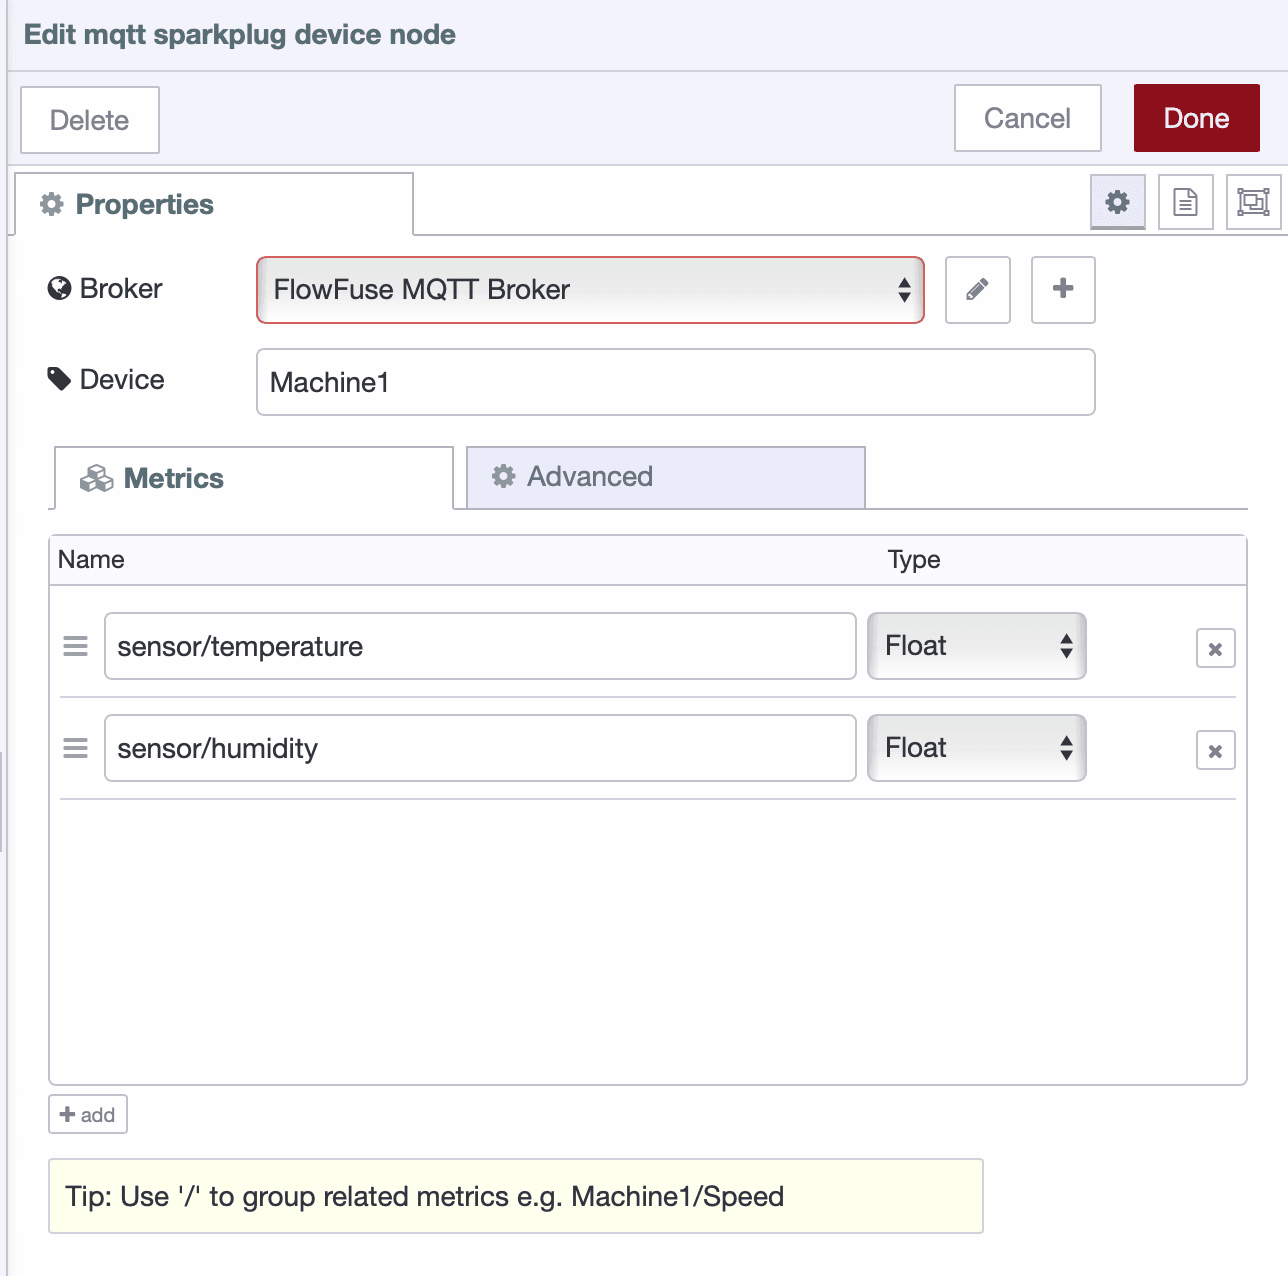 Edit mqtt sparkplug device node
Delete
Cancel
Done
Properties
Broker
FlowFuse MQTT Broker
Device
Machine1
Metrics
Advanced
Name
Type
sensor/temperature
Float
sensor/humidity
Float
add
Tip: Use '/' to group related metrics e.g. Machine1/Speed